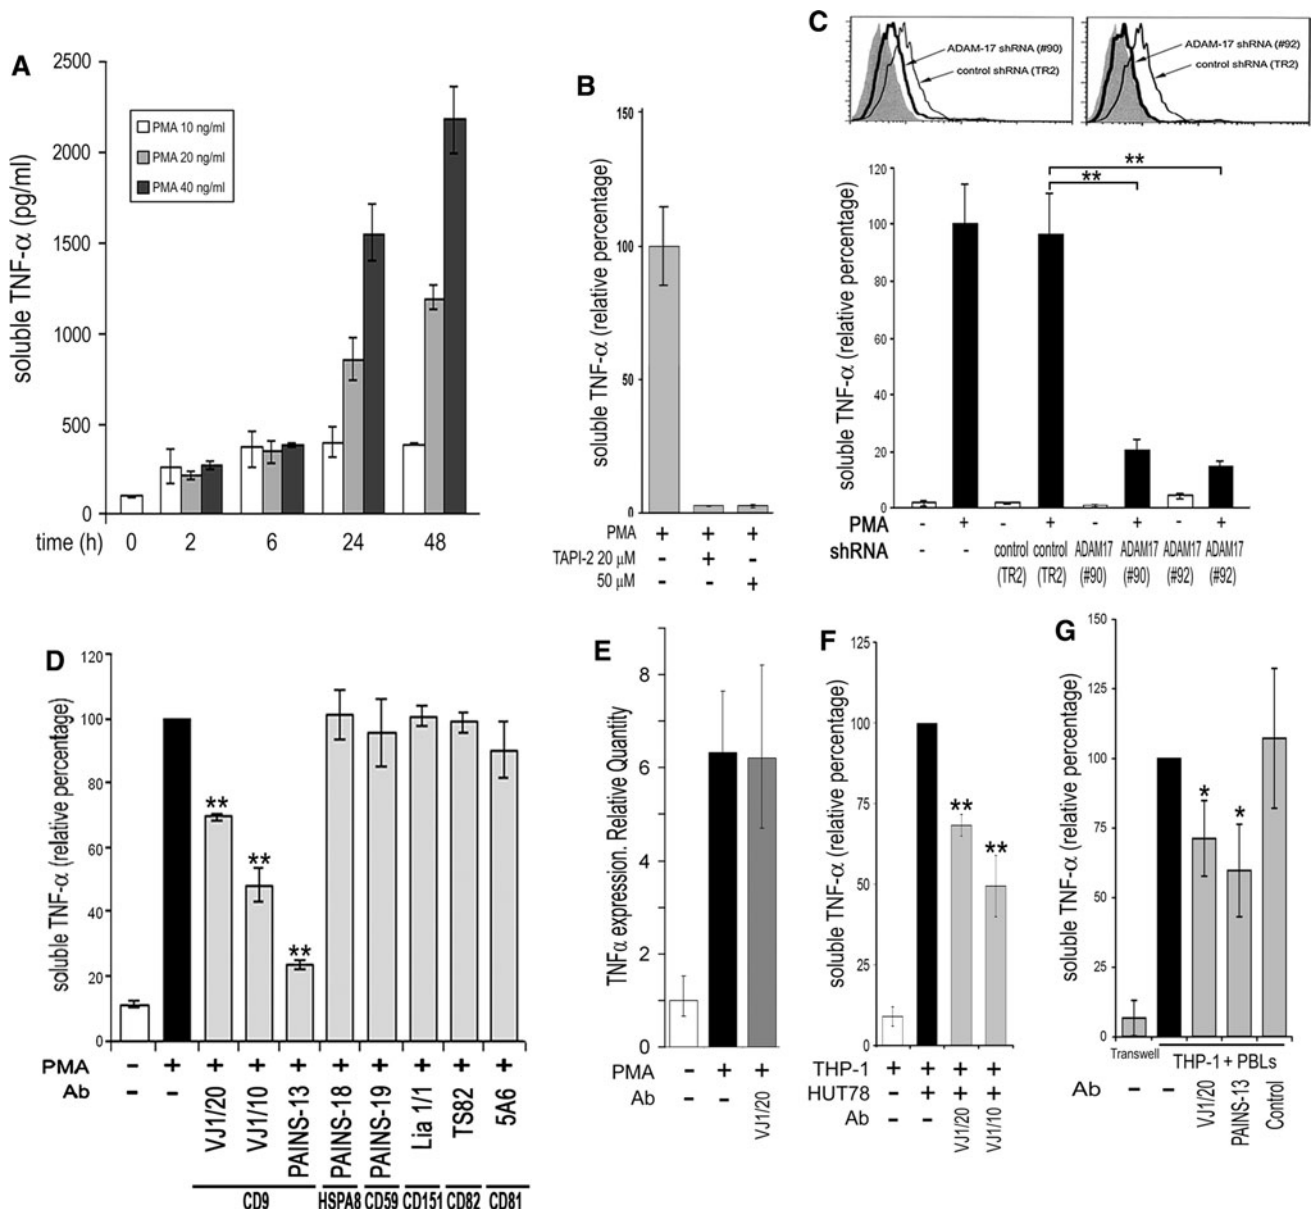 A
soluble TNF-α (pg/ml)
2500
2000
1500
1000
500
0
PMA 10 ng/ml
PMA 20 ng/ml
PMA 40 ng/ml
time (h) 0 2 6 24 48
B
soluble TNF-α (relative percentage)
150
100
50
0
PMA + + +
TAPI-2 20 μM - + -
50 μM - - +
C
ADAM-17 shRNA (#90)
control shRNA (TR2)
ADAM-17 shRNA (#92)
control shRNA (TR2)
soluble TNF-α (relative percentage)
120
100
80
60
40
20
0
**
**
PMA - + - + - + - +
shRNA - - control control ADAM17 ADAM17 ADAM17 ADAM17
(TR2) (TR2) (#90) (#90) (#92) (#92)
D
soluble TNF-α (relative percentage)
120
100
80
60
40
20
0
**
**
**
PMA - + + + + + + + + +
Ab - - VJ1/20 VJ1/10 PAINS-13 PAINS-18 PAINS-19 Lia 1/1 TS82 5A6
CD9 HSPA8 CD59 CD151 CD82 CD81
E
TNFα expression. Relative Quantity
8
6
4
2
0
PMA - + +
Ab - - VJ1/20
F
soluble TNF-α (relative percentage)
125
100
75
50
25
0
**
**
THP-1 + + + +
HUT78 - + + +
Ab - - VJ1/20 VJ1/10
G
soluble TNF-α (relative percentage)
150
125
100
75
50
25
0
*
*
Transwell THP-1 + PBLs
Ab - - VJ1/20 PAINS-13 Control